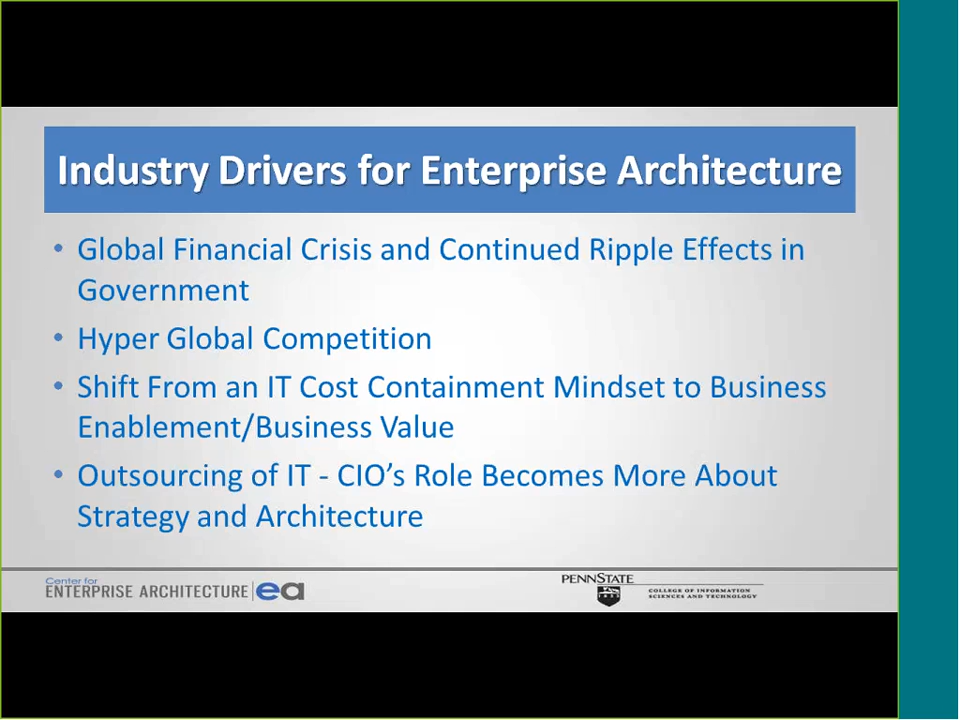 Industry Drivers for Enterprise Architecture
• Global Financial Crisis and Continued Ripple Effects in
Government
• Hyper Global Competition
• Shift From an IT Cost Containment Mindset to Business
Enablement/Business Value
• Outsourcing of IT - CIO’s Role Becomes More About
Strategy and Architecture
Center for
ENTERPRISE ARCHITECTURE ea
PENNSTATE
1855
COLLEGE OF INFORMATION
SCIENCES AND TECHNOLOGY